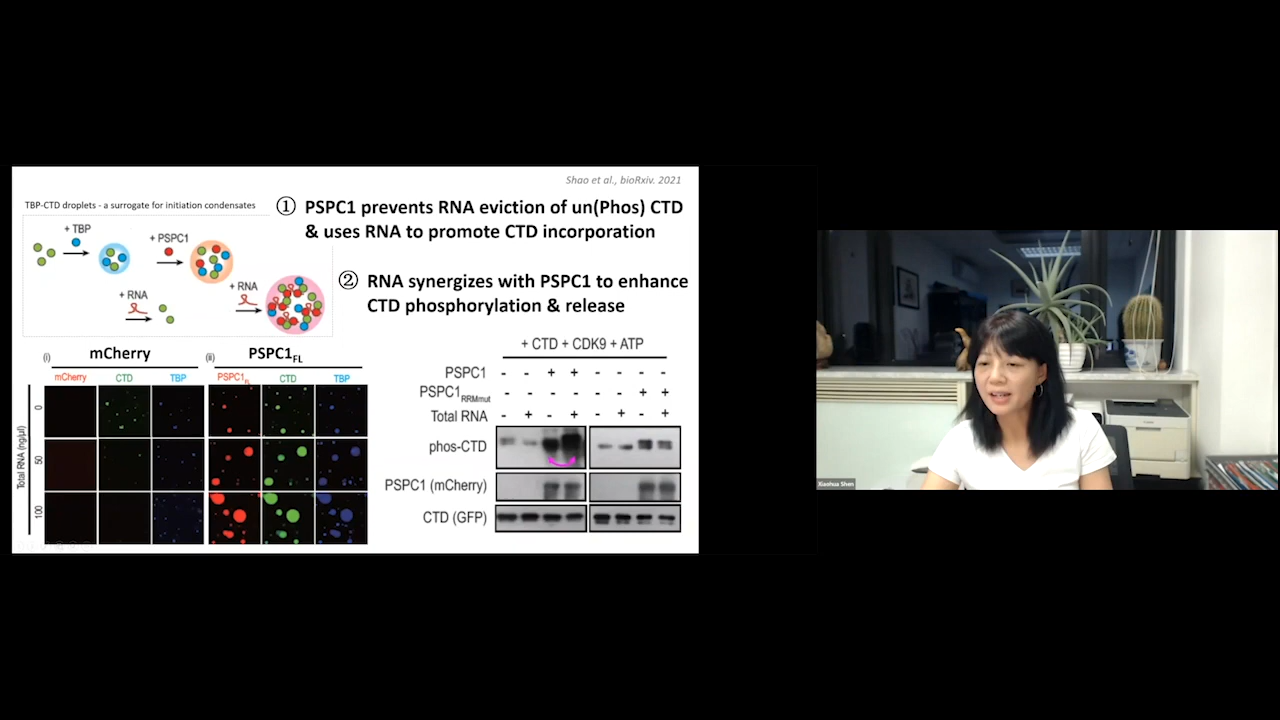 Shao et al., bioRxiv. 2021
TBP-CTD droplets - a surrogate for initiation condensates
① PSPC1 prevents RNA eviction of un(Phos) CTD
& uses RNA to promote CTD incorporation
+ TBP
+ PSPC1
+ RNA
+ RNA
② RNA synergizes with PSPC1 to enhance
CTD phosphorylation & release
(i) mCherry
(ii) PSPC1FL
mCherry CTD TBP
CTD TBP
Total RNA (ng/µl)
0
50
100
+ CTD + CDK9 + ATP
PSPC1 - - + + - - - -
PSPC1RRMmut - - - - - - + +
Total RNA - + - + - + - +
phos-CTD
PSPC1 (mCherry)
CTD (GFP)
Xiaohua Shen